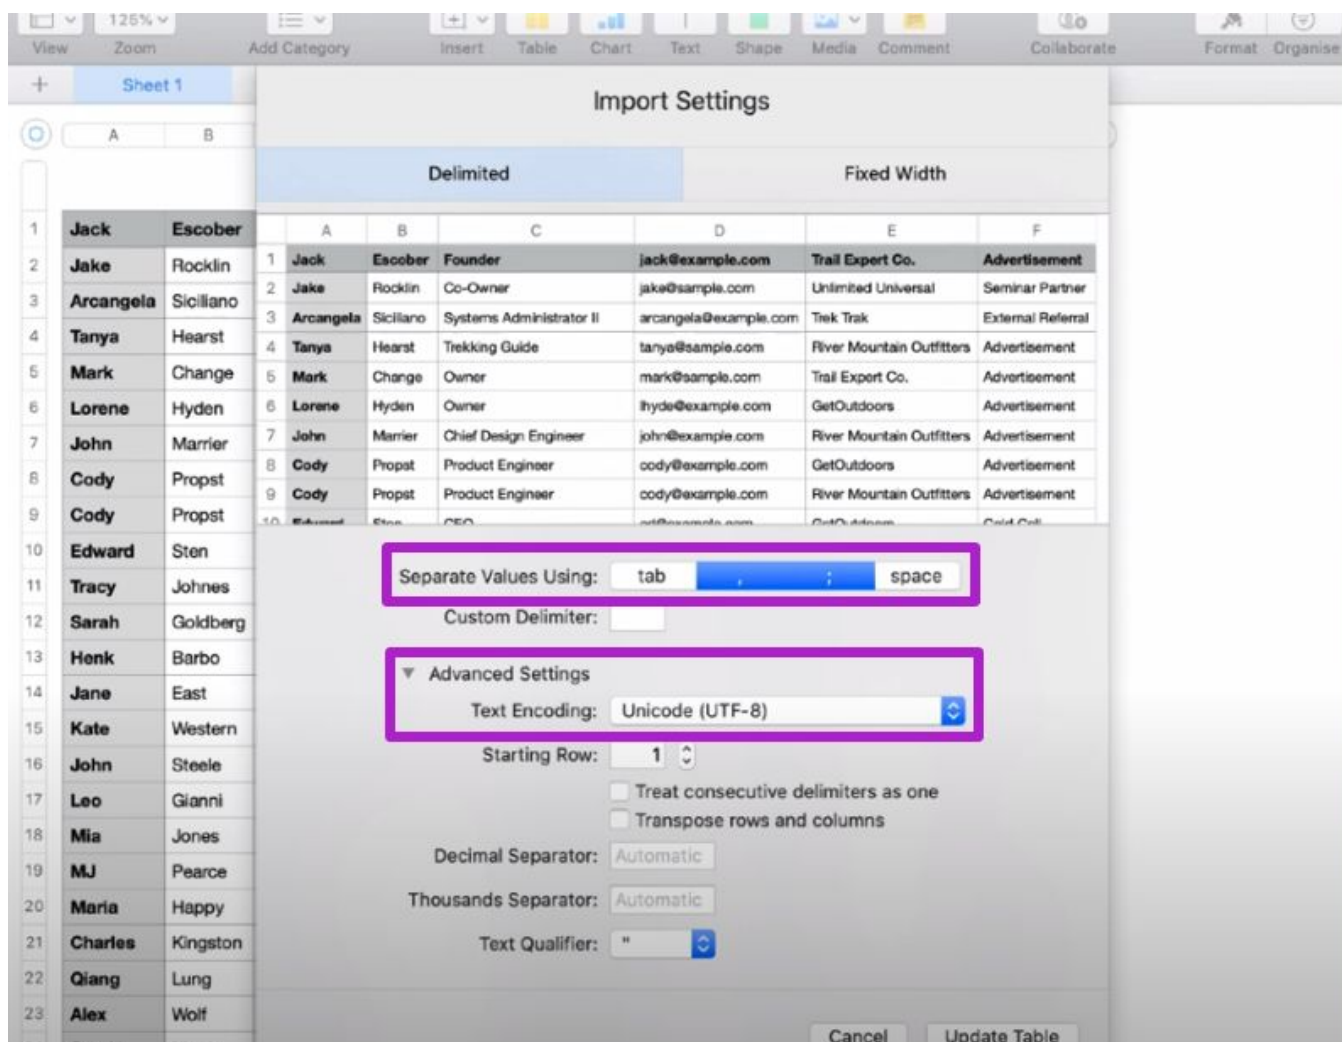 125%
View Zoom Add Category Insert Table Chart Text Shape Media Comment Collaborate Format Organise
+ Sheet 1
Import Settings
A B
Delimited Fixed Width
A B C D E F
1 Jack Escober
1 Jack Escober Founder jack@example.com Trail Expert Co. Advertisement
2 Jake Rocklin
2 Jake Rocklin Co-Owner jake@sample.com Unlimited Universal Seminar Partner
3 Arcangela Siciliano
3 Arcangela Siciliano Systems Administrator II arcangela@example.com Trek Trak External Referral
4 Tanya Hearst
4 Tanya Hearst Trekking Guide tanya@sample.com River Mountain Outfitters Advertisement
5 Mark Change
5 Mark Change Owner mark@sample.com Trail Expert Co. Advertisement
6 Lorene Hyden
6 Lorene Hyden Owner lhyde@example.com GetOutdoors Advertisement
7 John Marrier
7 John Marrier Chief Design Engineer john@example.com River Mountain Outfitters Advertisement
8 Cody Propst
8 Cody Propst Product Engineer cody@example.com GetOutdoors Advertisement
9 Cody Propst
9 Cody Propst Product Engineer cody@example.com River Mountain Outfitters Advertisement
10 Edward Sten CEO ed@example.com GetOutdoors Cold Call
10 Edward Sten
11 Tracy Johnes
12 Sarah Goldberg
13 Henk Barbo
14 Jane East
15 Kate Western
16 John Steele
17 Leo Gianni
18 Mia Jones
19 MJ Pearce
20 Maria Happy
21 Charles Kingston
22 Qiang Lung
23 Alex Wolf
Separate Values Using: tab , ; space
Custom Delimiter:
Advanced Settings
Text Encoding: Unicode (UTF-8)
Starting Row: 1
Treat consecutive delimiters as one
Transpose rows and columns
Decimal Separator: Automatic
Thousands Separator: Automatic
Text Qualifier: "
Cancel Update Table